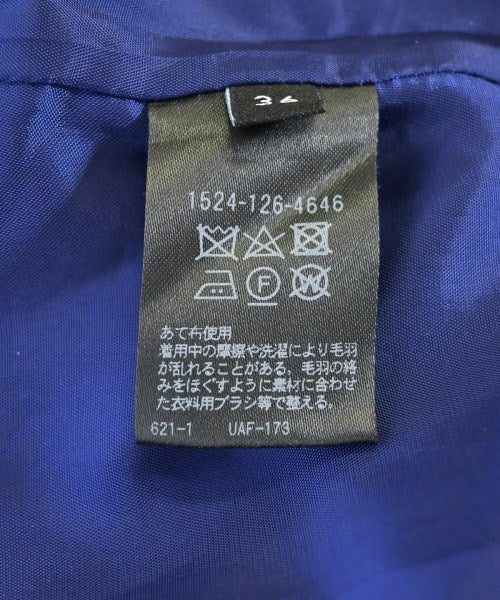 34
1524-126-4646
F W
あて布使用
着用中の摩擦や洗濯により毛羽
が乱れることがある。毛羽の絡
みをほぐすように素材に合わせ
た衣料用ブラシ等で整える。
621-1 UAF-173